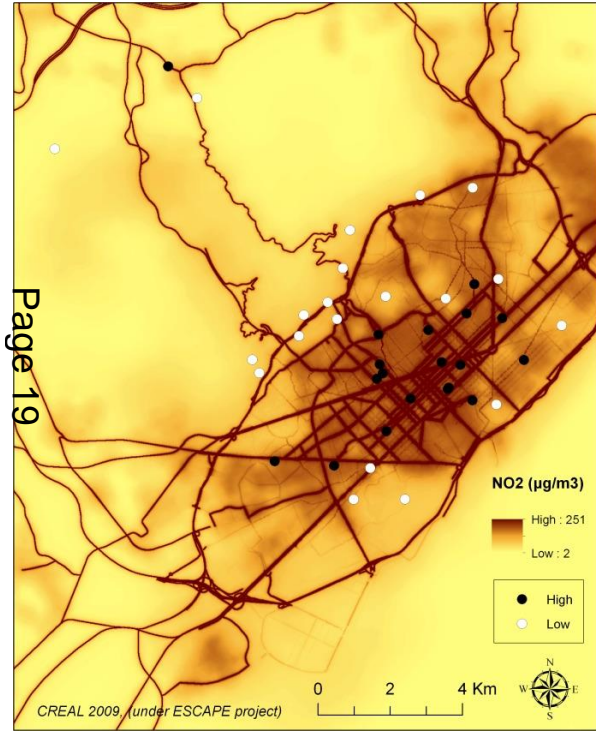 Page 19
NO2 (µg/m3)
High : 251
Low : 2
High
Low
N
W E
S
0 2 4 Km
CREAL 2009, (under ESCAPE project)